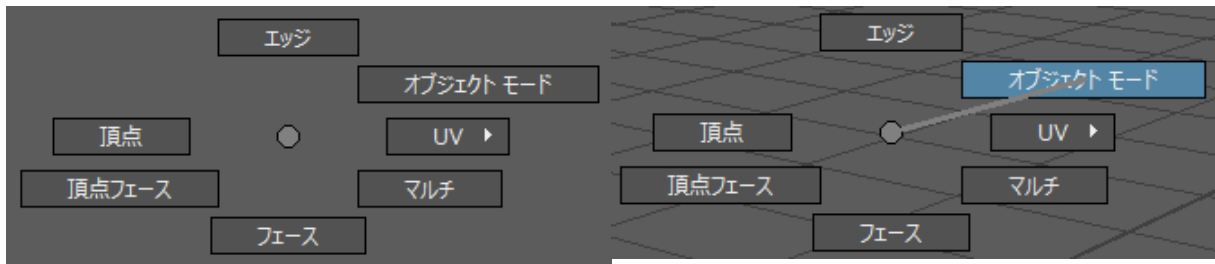 エッジ
オブジェクト モード
頂点
UV
頂点フェース
マルチ
フェース
エッジ
オブジェクト モード
頂点
UV
頂点フェース
マルチ
フェース